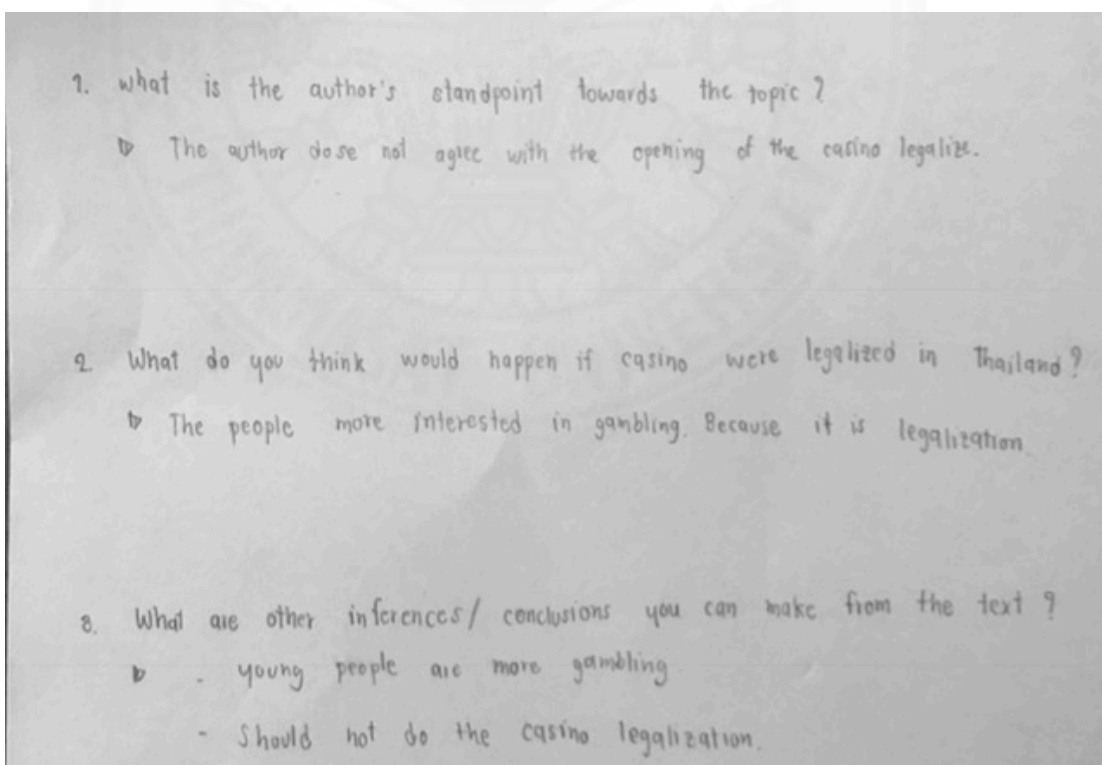 1. what is the author's standpoint towards the topic ?
The author dose not agree with the opening of the casino legalize.
2. What do you think would happen if casino were legalized in Thailand ?
The people more interested in gambling. Because it is legalization
3. What are other inferences / conclusions you can make from the text ?
- young people are more gambling
- Should not do the casino legalization.